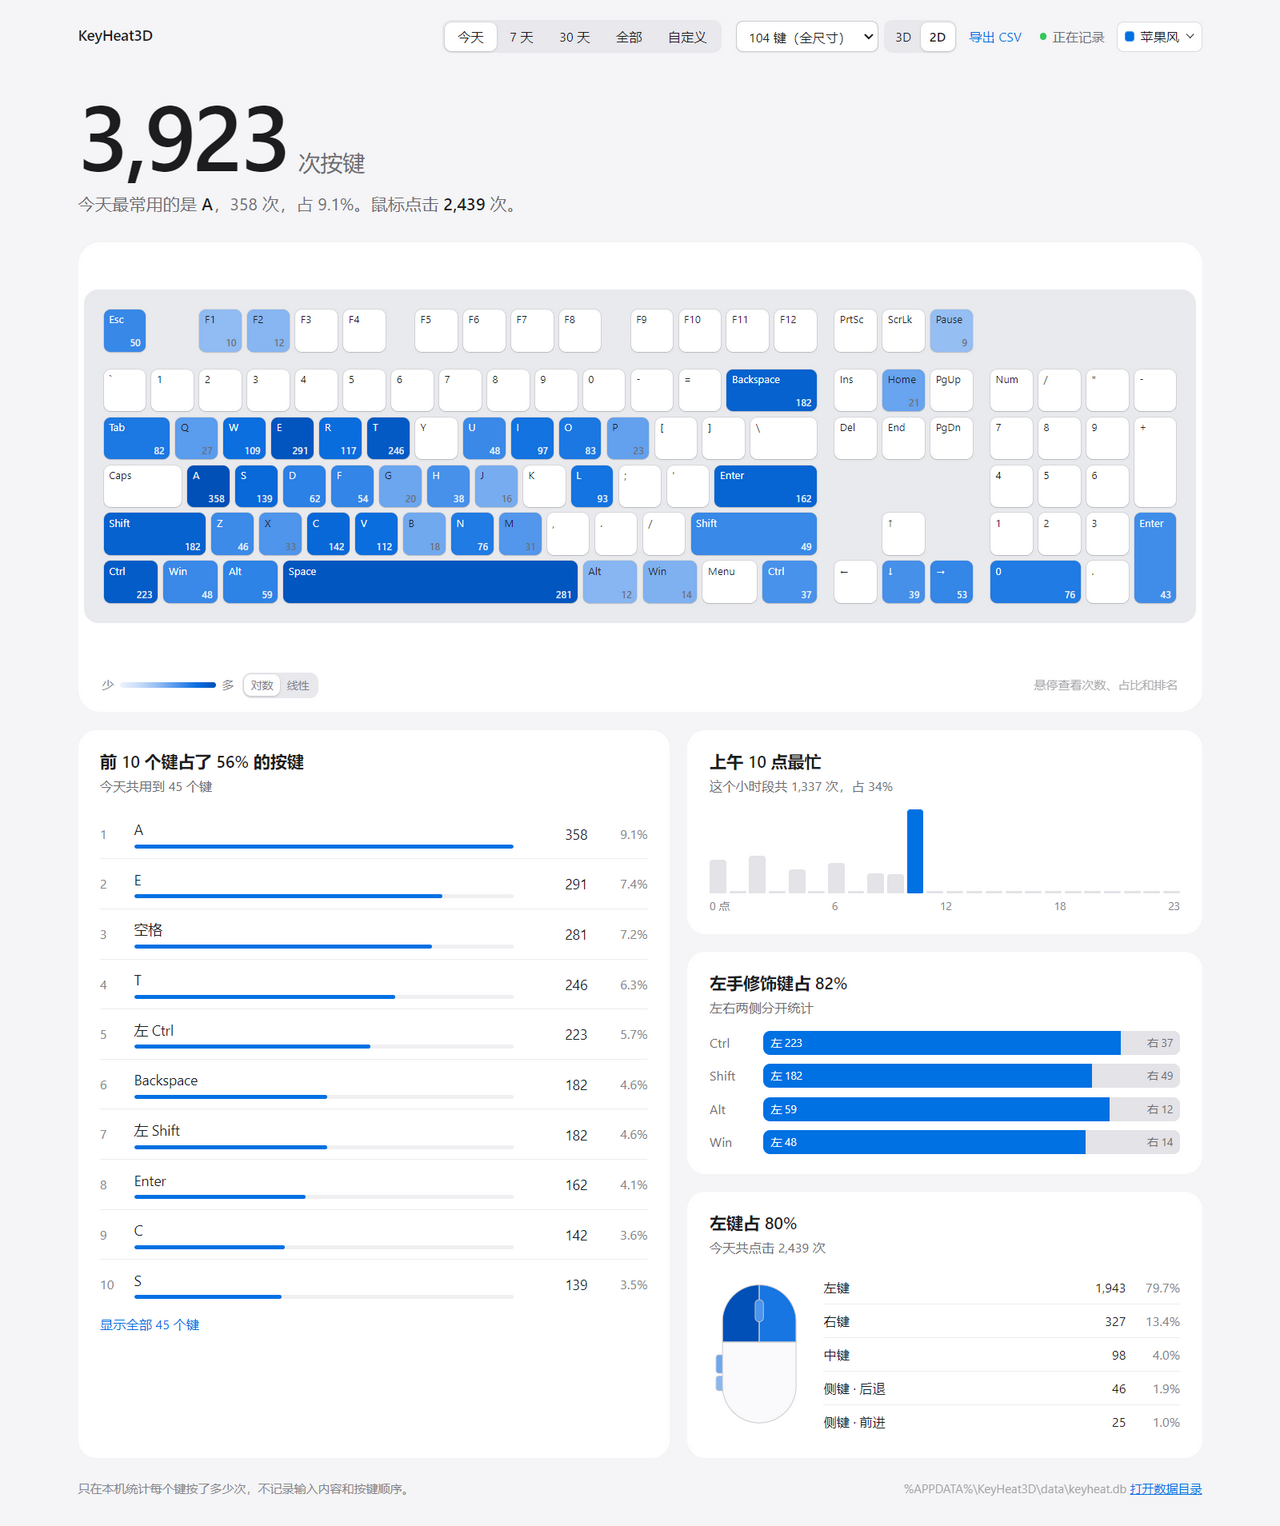 KeyHeat3D 今天 7 天 30 天 全部 自定义 104 键（全尺寸） 3D 2D 导出 CSV 正在记录 苹果风
3,923 次按键
今天最常用的是 A，358 次，占 9.1%。鼠标点击 2,439 次。
Esc 50 F1 10 F2 12 F3 F4 F5 F6 F7 F8 F9 F10 F11 F12 PrtSc ScrLk Pause 9
` 1 2 3 4 5 6 7 8 9 0 - = Backspace 182 Ins Home 21 PgUp Num / * -
Tab 82 Q 27 W 109 E 291 R 117 T 246 Y U 48 I 97 O 83 P 23 [ ] \ Del End PgDn 7 8 9 +
Caps A 358 S 139 D 62 F 54 G 20 H 38 J 16 K L 93 ; ' Enter 162 4 5 6
Shift 182 Z 46 X 33 C 142 V 112 B 18 N 76 M 31 , . / Shift 49 ↑ 1 2 3 Enter 43
Ctrl 223 Win 48 Alt 59 Space 281 Alt 12 Win 14 Menu Ctrl 37 ← ↓ 39 → 53 0 76 .
少 多 对数 线性 悬停查看次数、占比和排名
前 10 个键占了 56% 的按键
今天共用到 45 个键
1 A 358 9.1%
2 E 291 7.4%
3 空格 281 7.2%
4 T 246 6.3%
5 左 Ctrl 223 5.7%
6 Backspace 182 4.6%
7 左 Shift 182 4.6%
8 Enter 162 4.1%
9 C 142 3.6%
10 S 139 3.5%
显示全部 45 个键
上午 10 点最忙
这个小时段共 1,337 次，占 34%
0 点 6 12 18 23
左手修饰键占 82%
左右两侧分开统计
Ctrl 左 223 右 37
Shift 左 182 右 49
Alt 左 59 右 12
Win 左 48 右 14
左键占 80%
今天共点击 2,439 次
左键 1,943 79.7%
右键 327 13.4%
中键 98 4.0%
侧键 · 后退 46 1.9%
侧键 · 前进 25 1.0%
只在本机统计每个键按了多少次，不记录输入内容和按键顺序。 %APPDATA%\KeyHeat3D\data\keyheat.db 打开数据目录